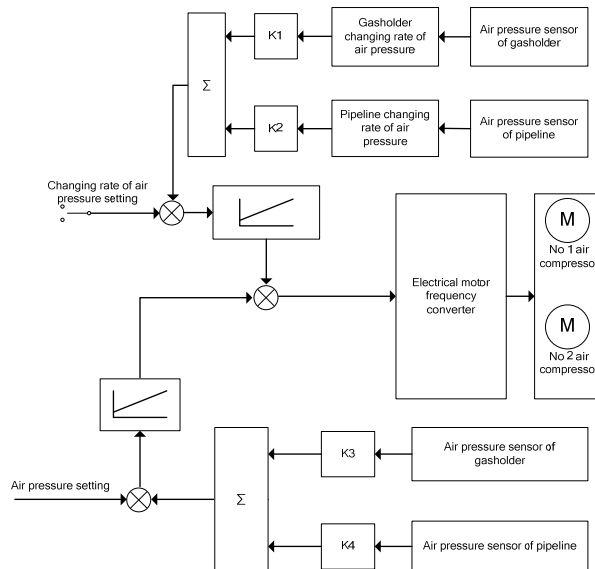 K1
Gasholder
changing rate of
air pressure
Air pressure sensor
of gasholder
Σ
K2
Pipeline changing
rate of air
pressure
Air pressure sensor
of pipeline
Changing rate of air
pressure setting
M
No 1 air
compresso
Electrical motor
frequency
converter
M
No 2 air
compresso
K3
Air pressure sensor of
gasholder
Air pressure setting
Σ
K4
Air pressure sensor of pipeline